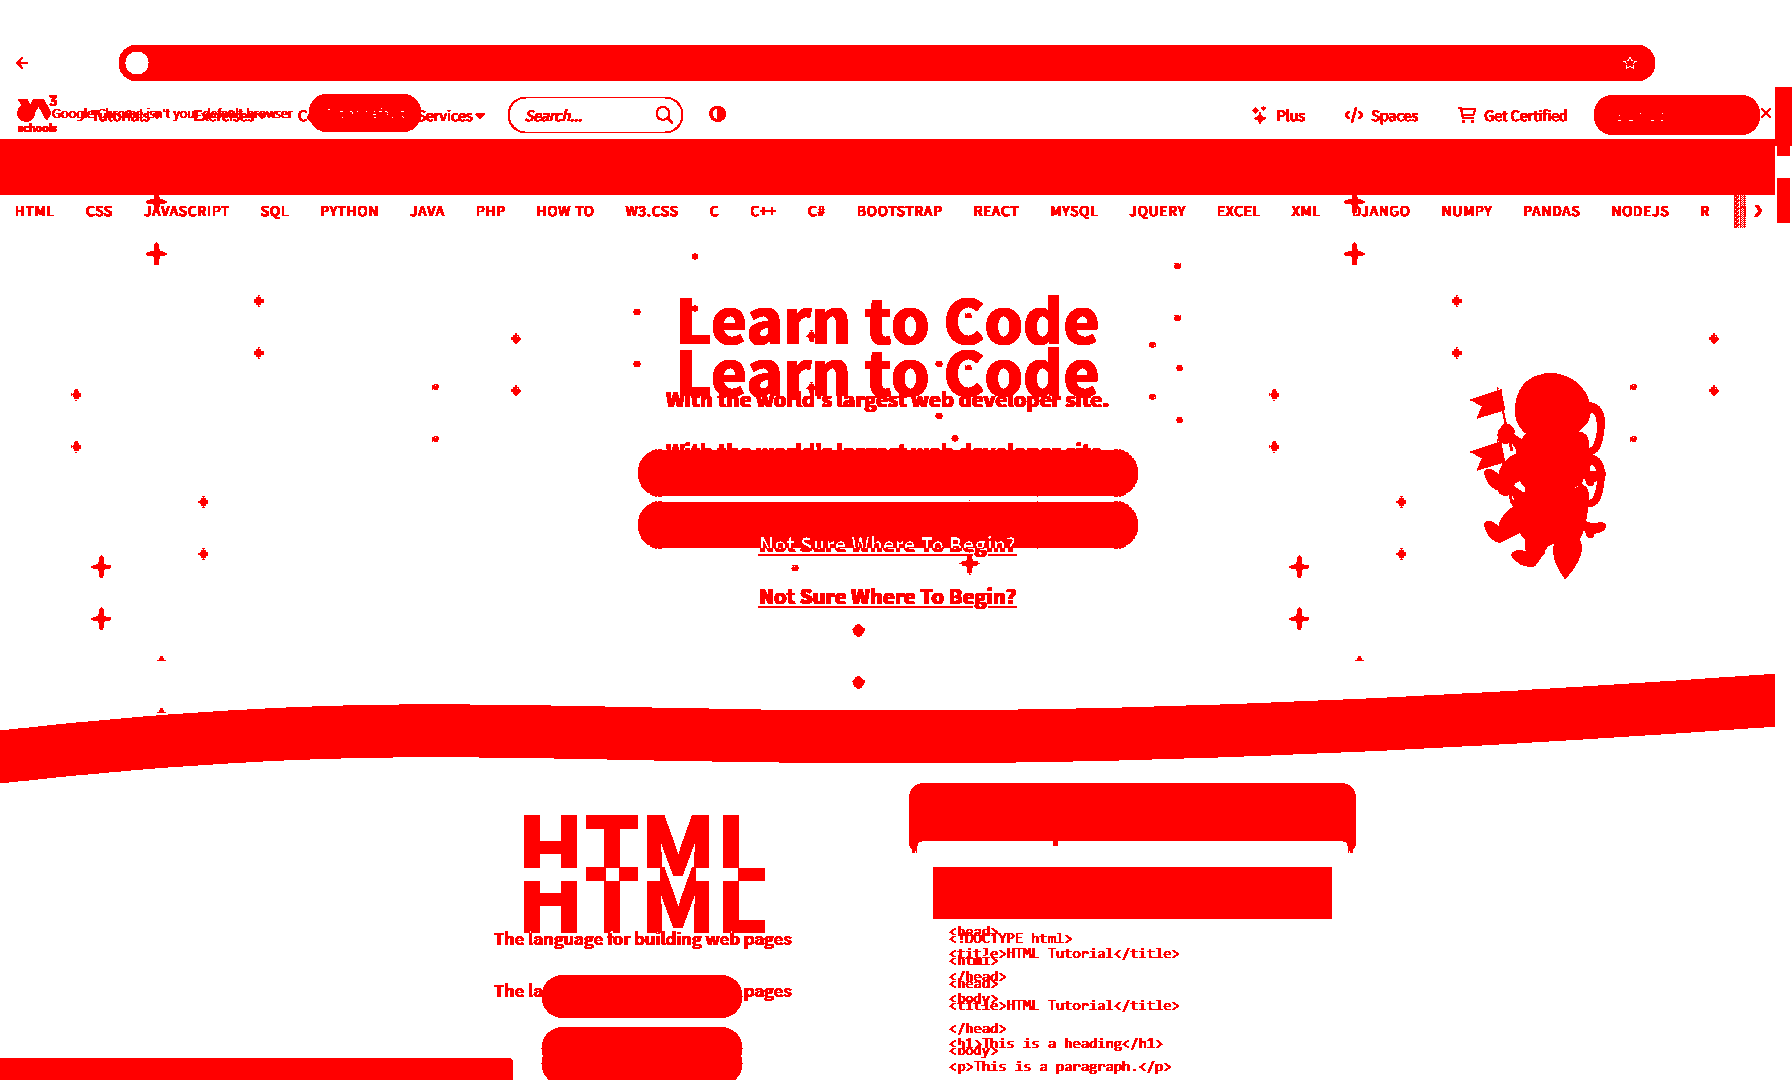 3
schools
Google Chrome isn't your default browser
Tutorials Exercises Services Search... Plus Spaces Get Certified
HTML CSS JAVASCRIPT SQL PYTHON JAVA PHP HOW TO W3.CSS C C++ C# BOOTSTRAP REACT MYSQL JQUERY EXCEL XML DJANGO NUMPY PANDAS NODEJS R
Learn to Code
Learn to Code
With the world's largest web developer site.
With the world's largest web developer site.
Not Sure Where To Begin?
Not Sure Where To Begin?
HTML
HTML
The language for building web pages
The la pages
<head>
<!DOCTYPE html>
<title>HTML Tutorial</title>
<html>
</head>
<head>
<body>
<title>HTML Tutorial</title>
</head>
<h1>This is a heading</h1>
<body>
<p>This is a paragraph.</p>